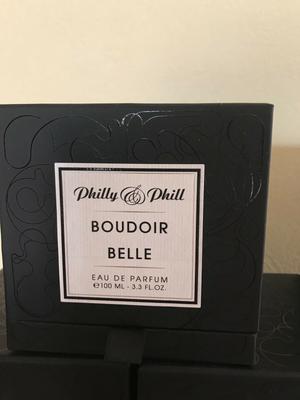 Philly & Phill
BOUDOIR
BELLE
EAU DE PARFUM
℮100 ML - 3.3 FL.OZ.